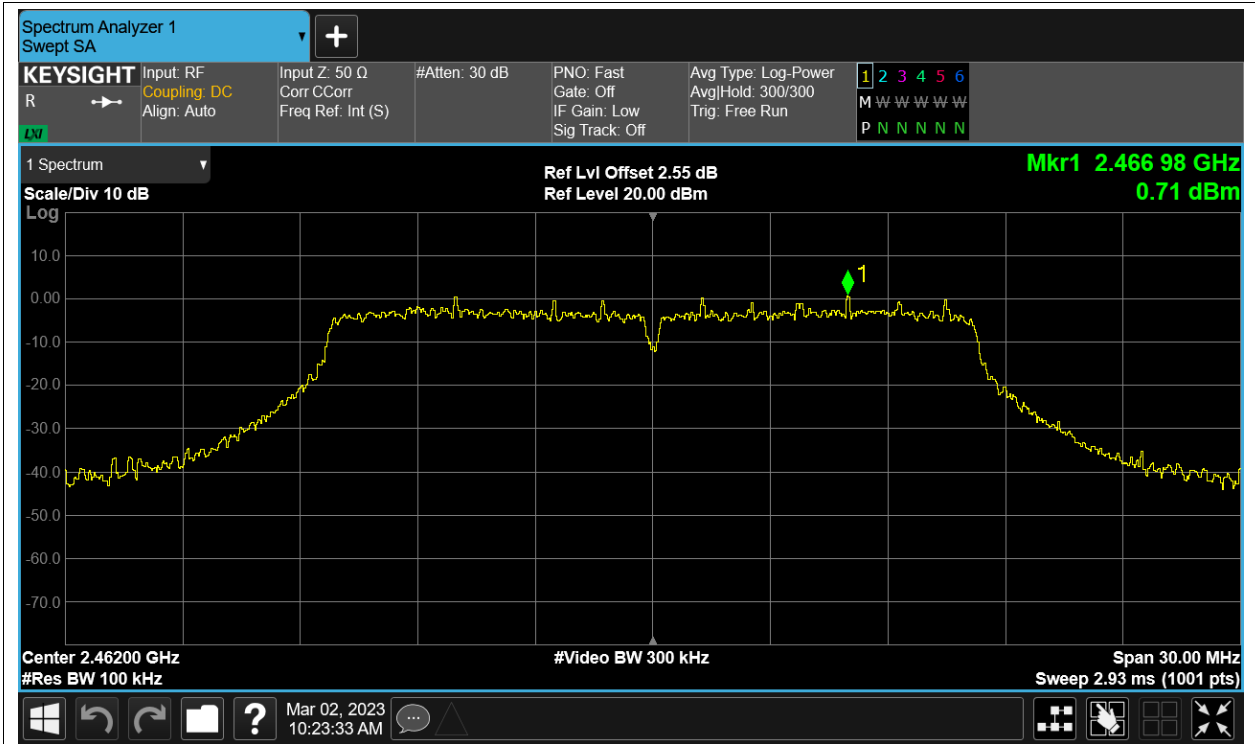 Spectrum Analyzer 1
Swept SA
+
KEYSIGHT
R
LXI
Input: RF
Coupling: DC
Align: Auto
Input Z: 50 Ω
Corr CCorr
Freq Ref: Int (S)
#Atten: 30 dB
PNO: Fast
Gate: Off
IF Gain: Low
Sig Track: Off
Avg Type: Log-Power
Avg|Hold: 300/300
Trig: Free Run
1 2 3 4 5 6
M W W W W W
P N N N N N
1 Spectrum
Scale/Div 10 dB
Log
Ref Lvl Offset 2.55 dB
Ref Level 20.00 dBm
Mkr1 2.466 98 GHz
0.71 dBm
10.0
0.00
-10.0
-20.0
-30.0
-40.0
-50.0
-60.0
-70.0
1
Center 2.46200 GHz
#Res BW 100 kHz
#Video BW 300 kHz
Span 30.00 MHz
Sweep 2.93 ms (1001 pts)
?
Mar 02, 2023
10:23:33 AM